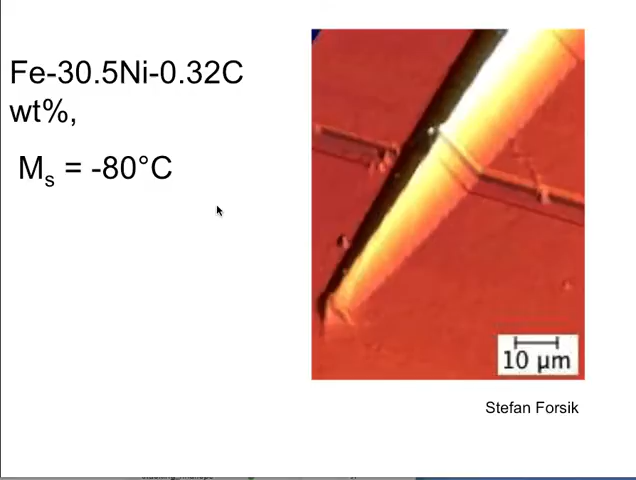 Fe-30.5Ni-0.32C
wt%,
Ms = -80°C
10 μm
Stefan Forsik